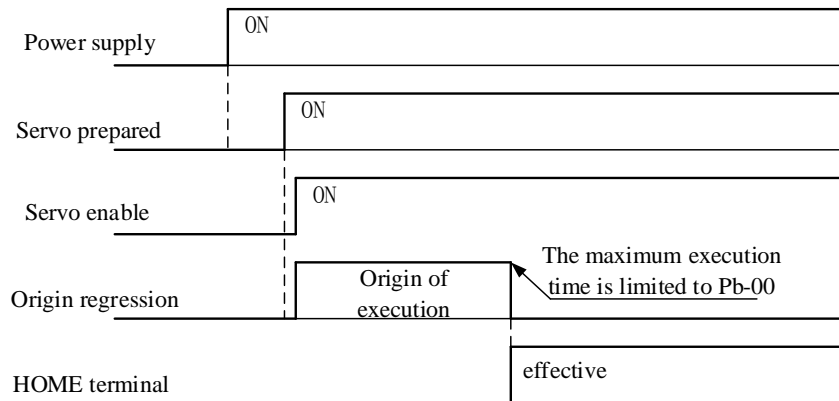 Power supply
ON
Servo prepared
ON
Servo enable
ON
Origin regression
Origin of
execution
The maximum execution
time is limited to Pb-00
HOME terminal
effective